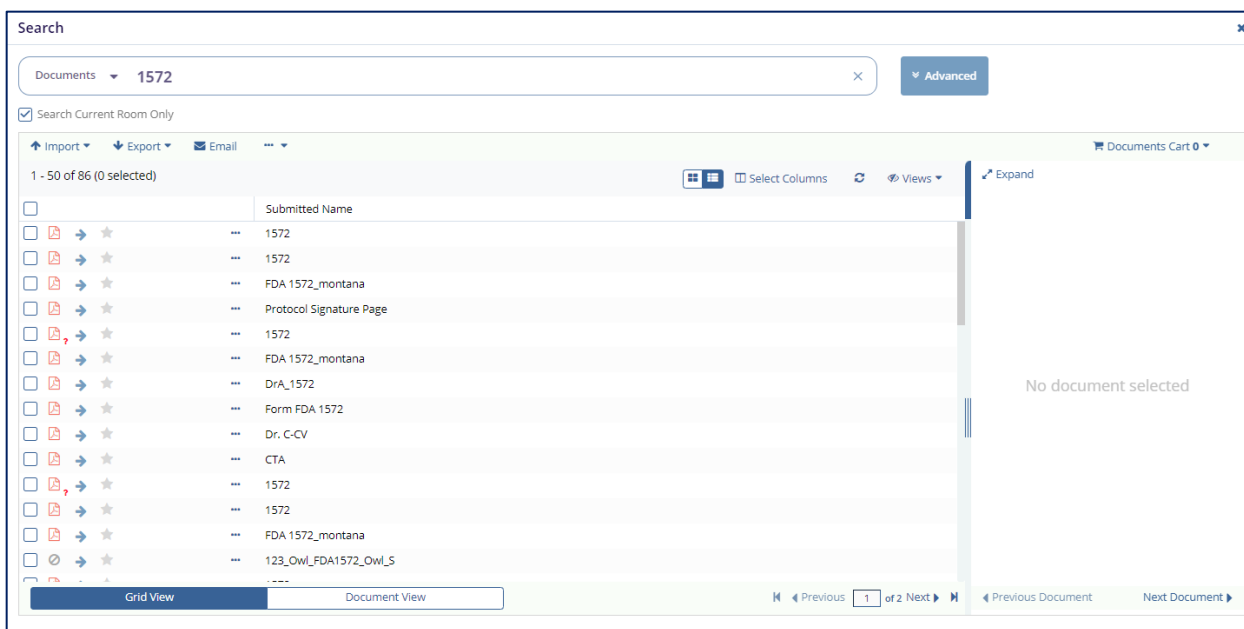 Search
Documents 1572
Advanced
Search Current Room Only
Import Export Email Documents Cart 0
1 - 50 of 86 (0 selected) Select Columns Views Expand
Submitted Name
1572
1572
FDA 1572_montana
Protocol Signature Page
? 1572
FDA 1572_montana
DrA_1572
Form FDA 1572
Dr. C-CV
No document selected
CTA
? 1572
1572
FDA 1572_montana
123_Owl_FDA1572_Owl_S
Grid View Document View Previous 1 of 2 Next Previous Document Next Document